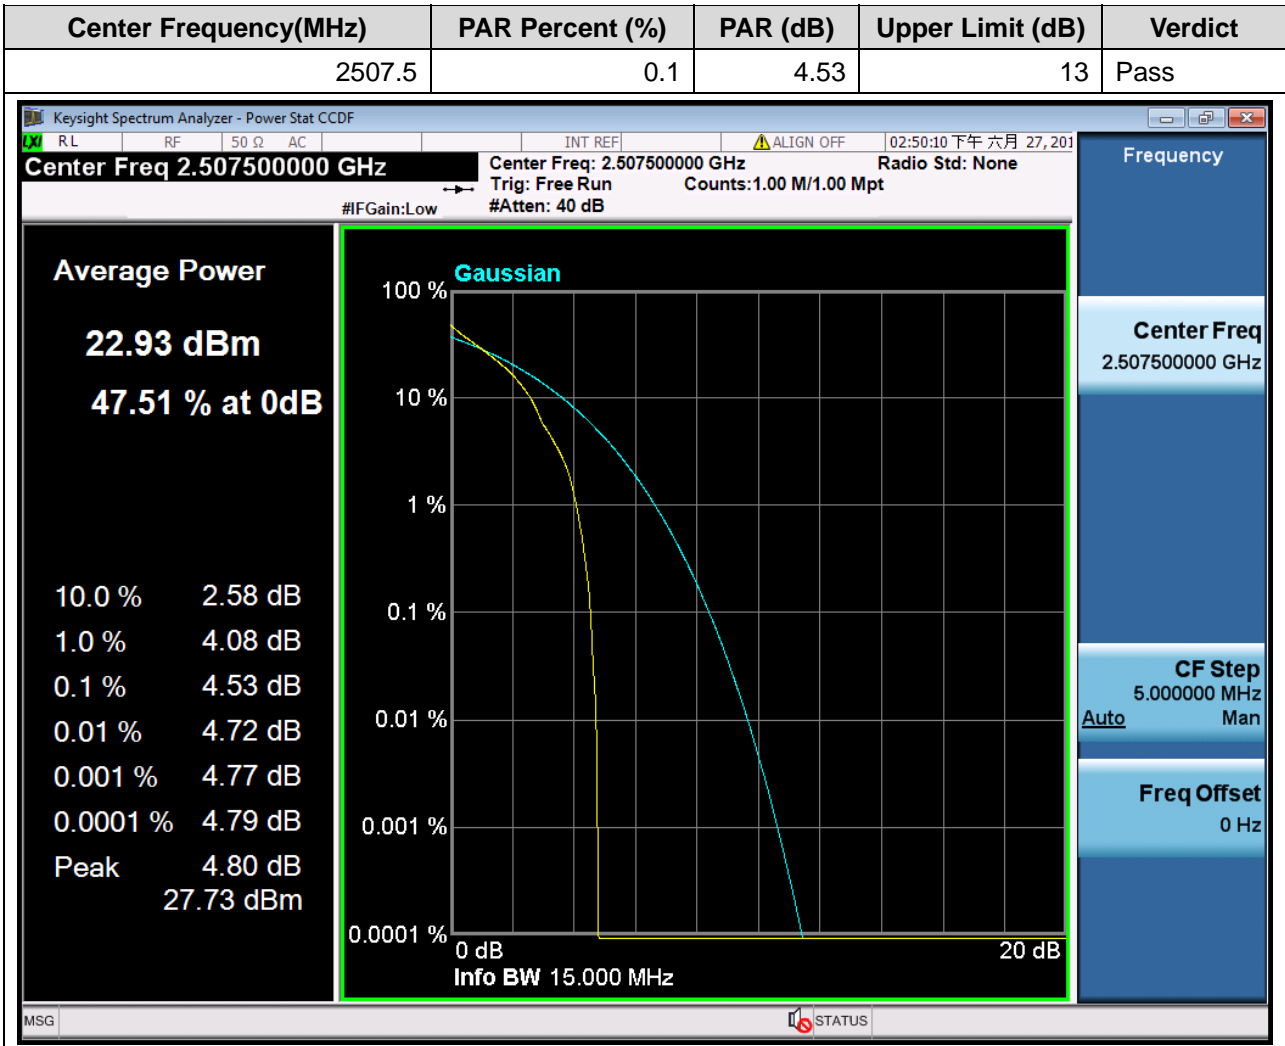 Center Frequency(MHz) PAR Percent (%) PAR (dB) Upper Limit (dB) Verdict
2507.5 0.1 4.53 13 Pass
Keysight Spectrum Analyzer - Power Stat CCDF
LXI RL RF 50 Ω AC INT REF ALIGN OFF 02:50:10 下午 六月 27, 201
Center Freq 2.507500000 GHz
Center Freq: 2.507500000 GHz Radio Std: None
Trig: Free Run Counts:1.00 M/1.00 Mpt
#IFGain:Low #Atten: 40 dB
Frequency
Average Power
22.93 dBm
47.51 % at 0dB
10.0 % 2.58 dB
1.0 % 4.08 dB
0.1 % 4.53 dB
0.01 % 4.72 dB
0.001 % 4.77 dB
0.0001 % 4.79 dB
Peak 4.80 dB
27.73 dBm
Gaussian
100 %
10 %
1 %
0.1 %
0.01 %
0.001 %
0.0001 %
0 dB 20 dB
Info BW 15.000 MHz
Center Freq
2.507500000 GHz
CF Step
5.000000 MHz
Auto Man
Freq Offset
0 Hz
MSG STATUS